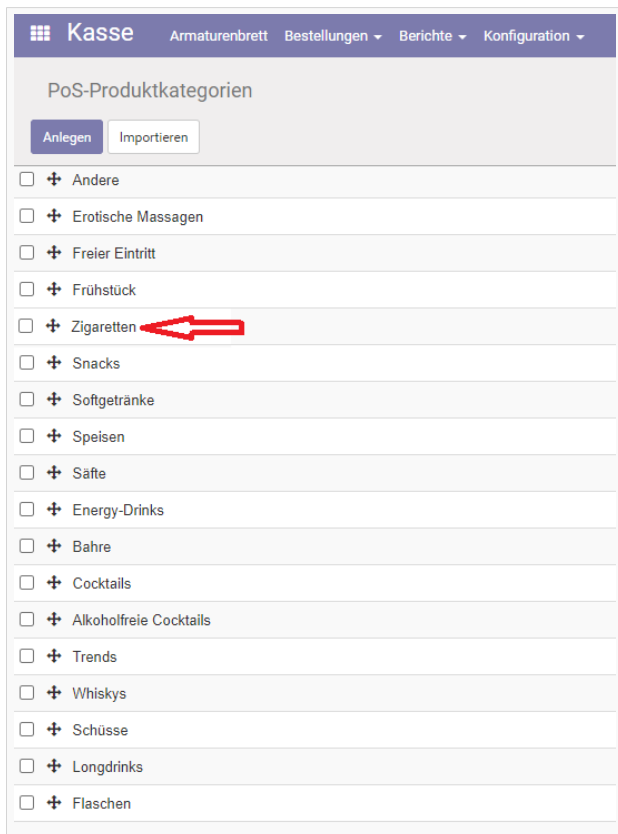 Kasse Armaturenbrett Bestellungen Berichte Konfiguration
PoS-Produktkategorien
Anlegen Importieren
Andere
Erotische Massagen
Freier Eintritt
Frühstück
Zigaretten
Snacks
Softgetränke
Speisen
Säfte
Energy-Drinks
Bahre
Cocktails
Alkoholfreie Cocktails
Trends
Whiskys
Schüsse
Longdrinks
Flaschen